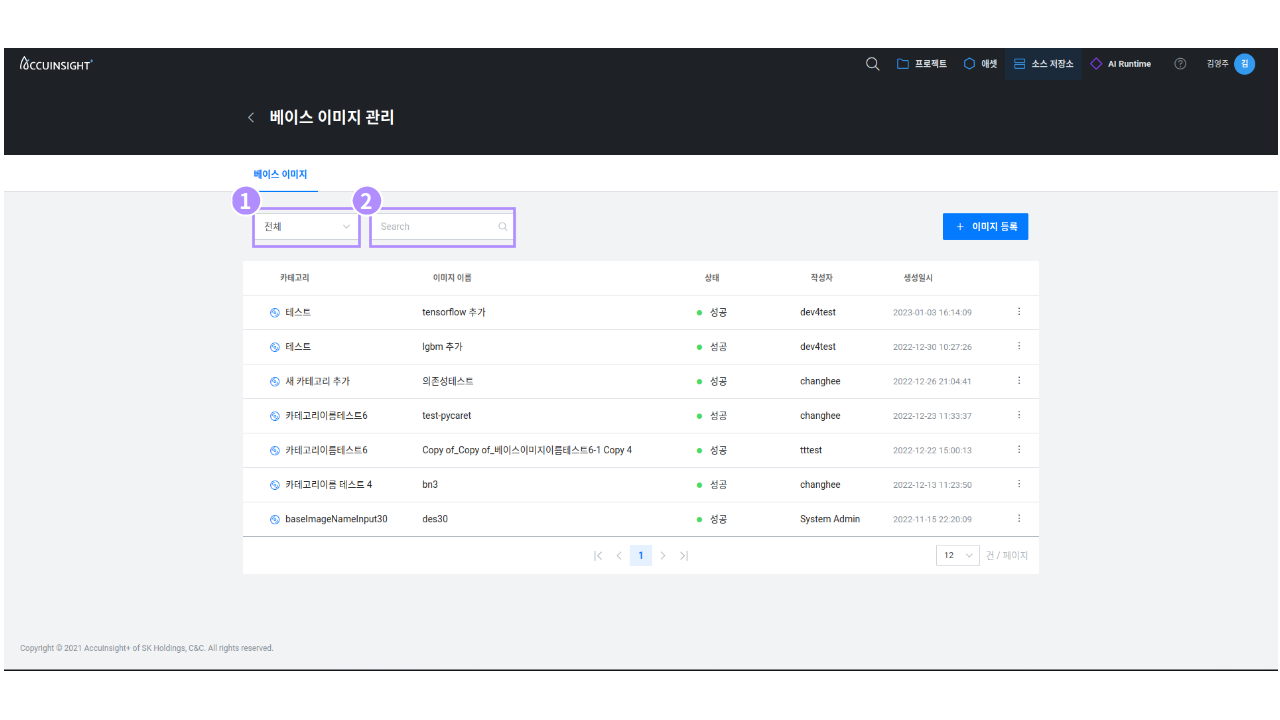 ACCUINSIGHT+
프로젝트 애셋 소스 저장소 AI Runtime ? 김영주 김
베이스 이미지 관리
베이스 이미지
1 2
전체 Search + 이미지 등록
카테고리 이미지 이름 상태 작성자 생성일시
테스트 tensorflow 추가 성공 dev4test 2023-01-03 16:14:09
테스트 lgbm 추가 성공 dev4test 2022-12-30 10:27:26
새 카테고리 추가 의존성테스트 성공 changhee 2022-12-26 21:04:41
카테고리이름테스트6 test-pycaret 성공 changhee 2022-12-23 11:33:37
카테고리이름테스트6 Copy of_Copy of_베이스이미지이름테스트6-1 Copy 4 성공 tttest 2022-12-22 15:00:13
카테고리이름 테스트 4 bn3 성공 changhee 2022-12-13 11:23:50
baseImageNameInput30 des30 성공 System Admin 2022-11-15 22:20:09
1 12 건 / 페이지
Copyright © 2021 AccuInsight+ of SK Holdings, C&C. All rights reserved.